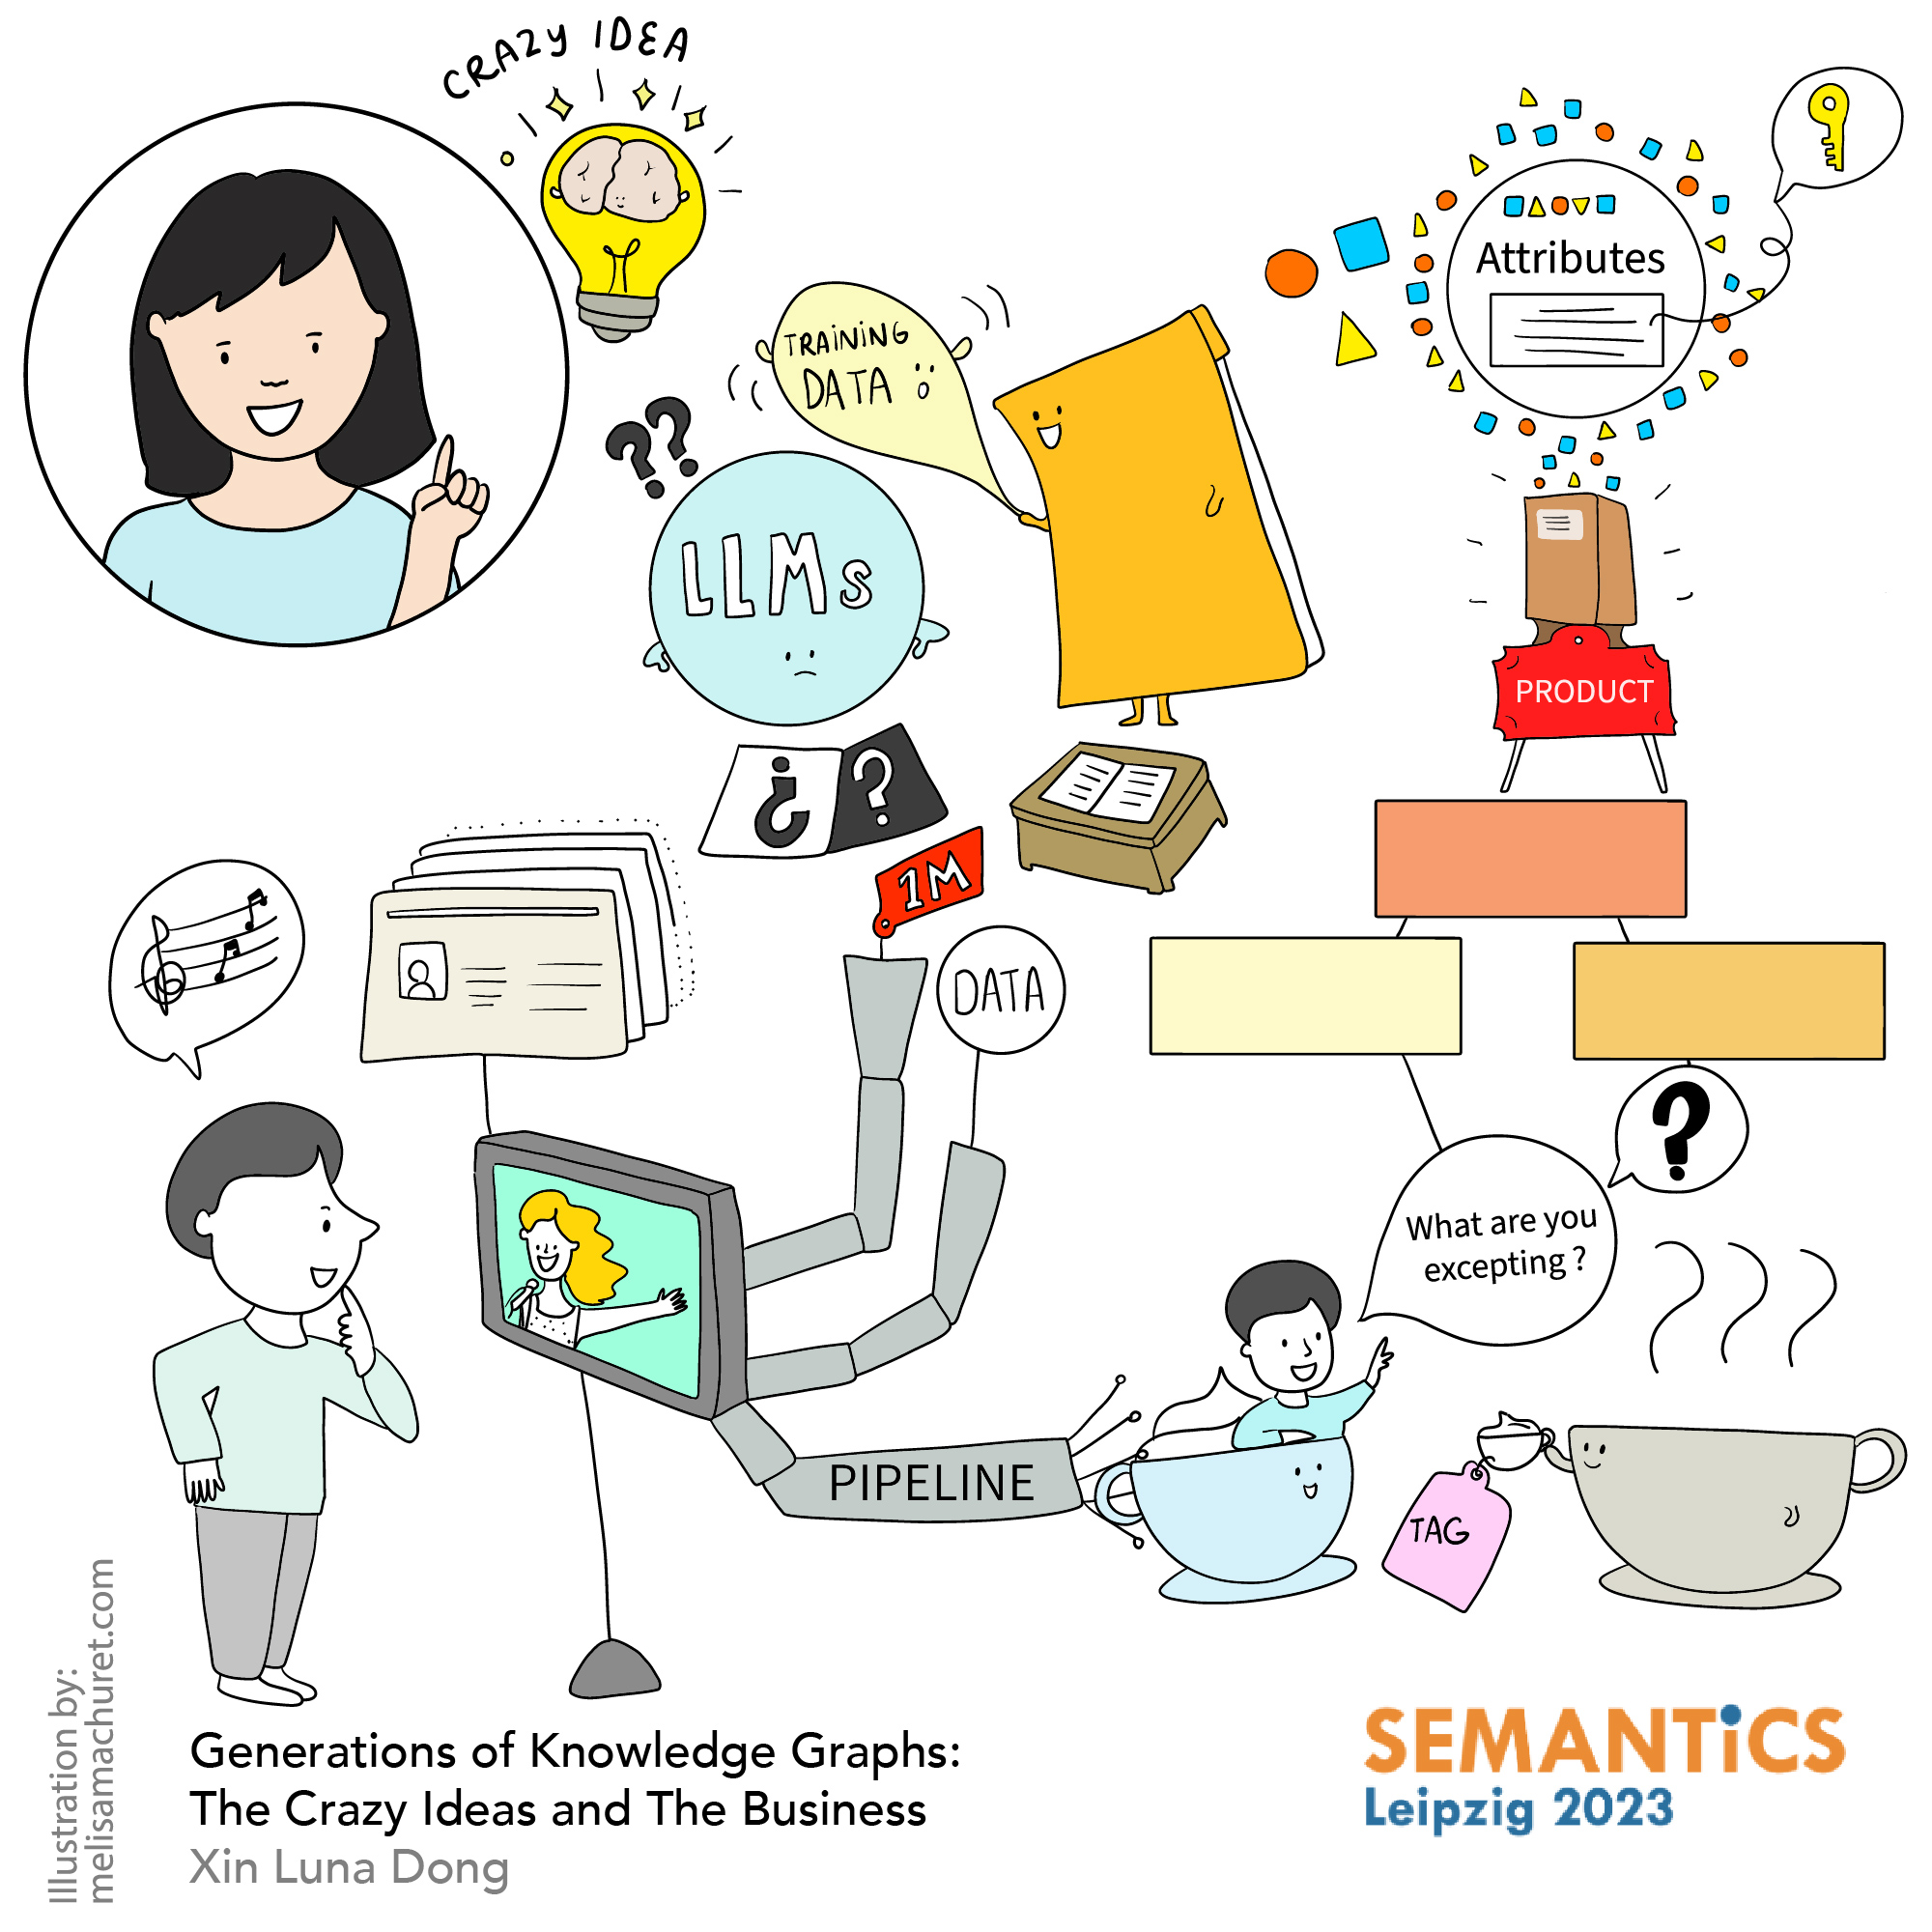 CRAZY IDEA
Attributes
TRAINING
DATA
??
LLMs
PRODUCT
¿ ?
1M
DATA
?
What are you
excepting ?
PIPELINE
TAG
Illustration by:
melisamachuret.com
Generations of Knowledge Graphs:
The Crazy Ideas and The Business
Xin Luna Dong
SEMANTiCS
Leipzig 2023